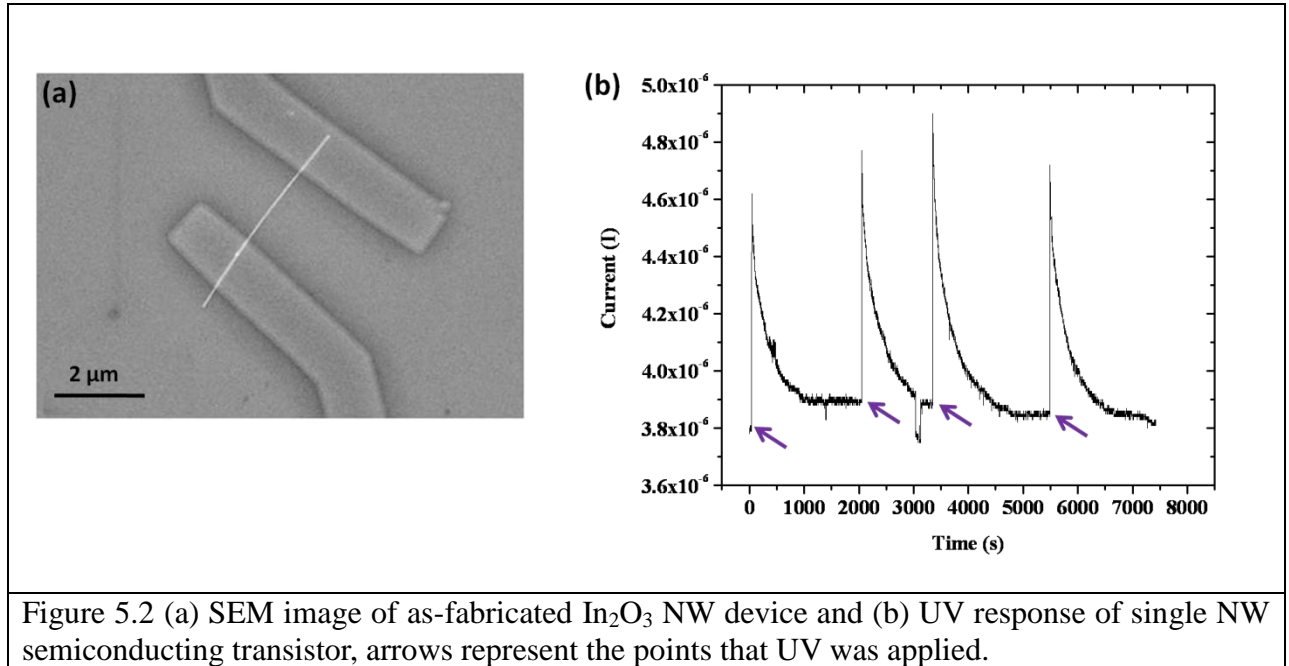 (a)
2 μm
(b)
5.0x10⁻⁶
4.8x10⁻⁶
4.6x10⁻⁶
4.4x10⁻⁶
4.2x10⁻⁶
4.0x10⁻⁶
3.8x10⁻⁶
3.6x10⁻⁶
Current (I)
0 1000 2000 3000 4000 5000 6000 7000 8000
Time (s)
Figure 5.2 (a) SEM image of as-fabricated In₂O₃ NW device and (b) UV response of single NW
semiconducting transistor, arrows represent the points that UV was applied.